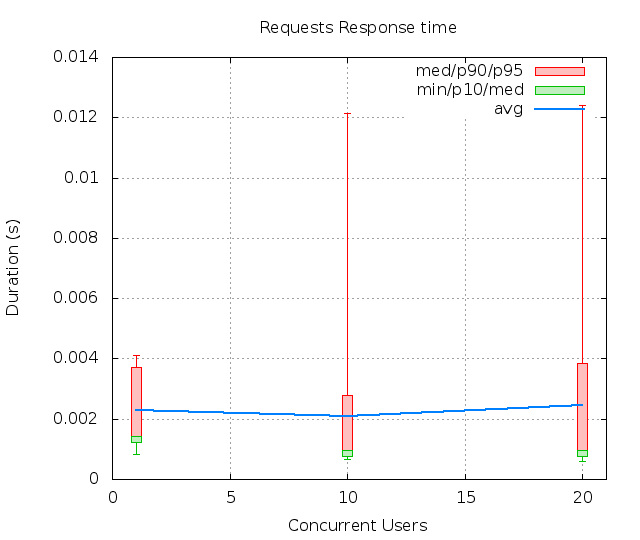 Requests Response time
0.014
0.012
0.01
0.008
0.006
0.004
0.002
0
Duration (s)
med/p90/p95
min/p10/med
avg
0 5 10 15 20
Concurrent Users